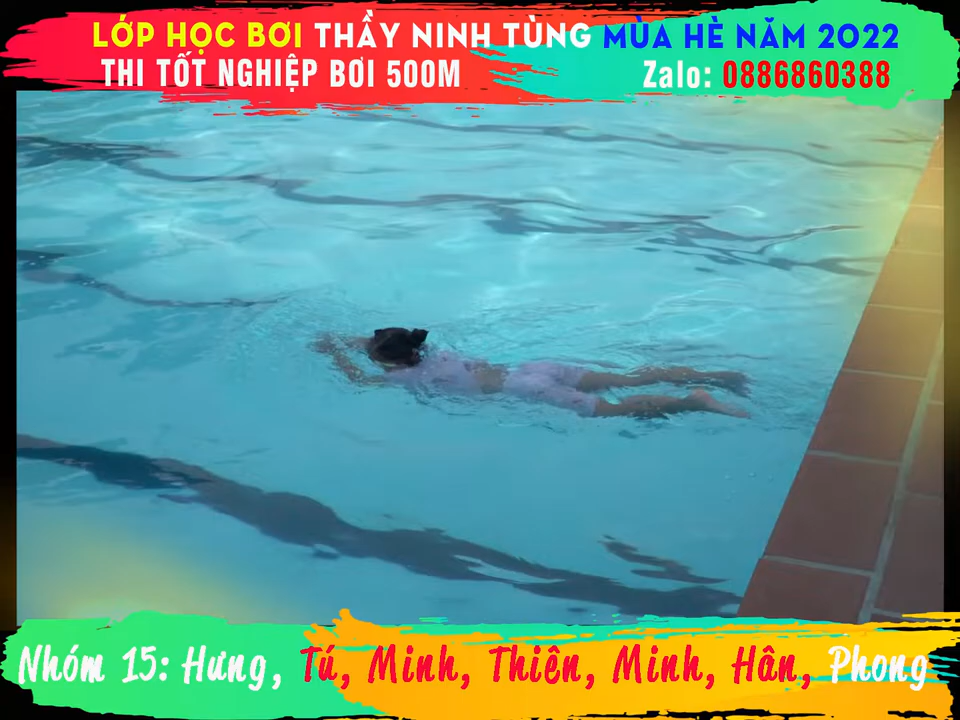 LỚP HỌC BƠI THẦY NINH TÙNG MÙA HÈ NĂM 2022
THI TỐT NGHIỆP BƠI 500M Zalo: 0886860388
Nhóm 15: Hưng, Tú, Minh, Thiên, Minh, Hân, Phong